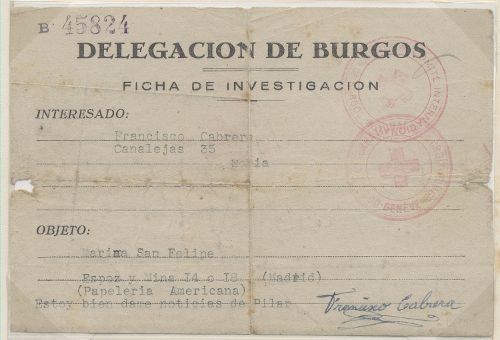 B· 45824
DELEGACION DE BURGOS
FICHA DE INVESTIGACION
INTERESADO:
Francisco Cabrera
Canalejas 35
OBJETO:
Marina San Felipe
Espoz y Mina 14 o 18 (Madrid)
(Papeleria Americana)
Estoy bien dame noticias de Pilar
Francisco Cabrera